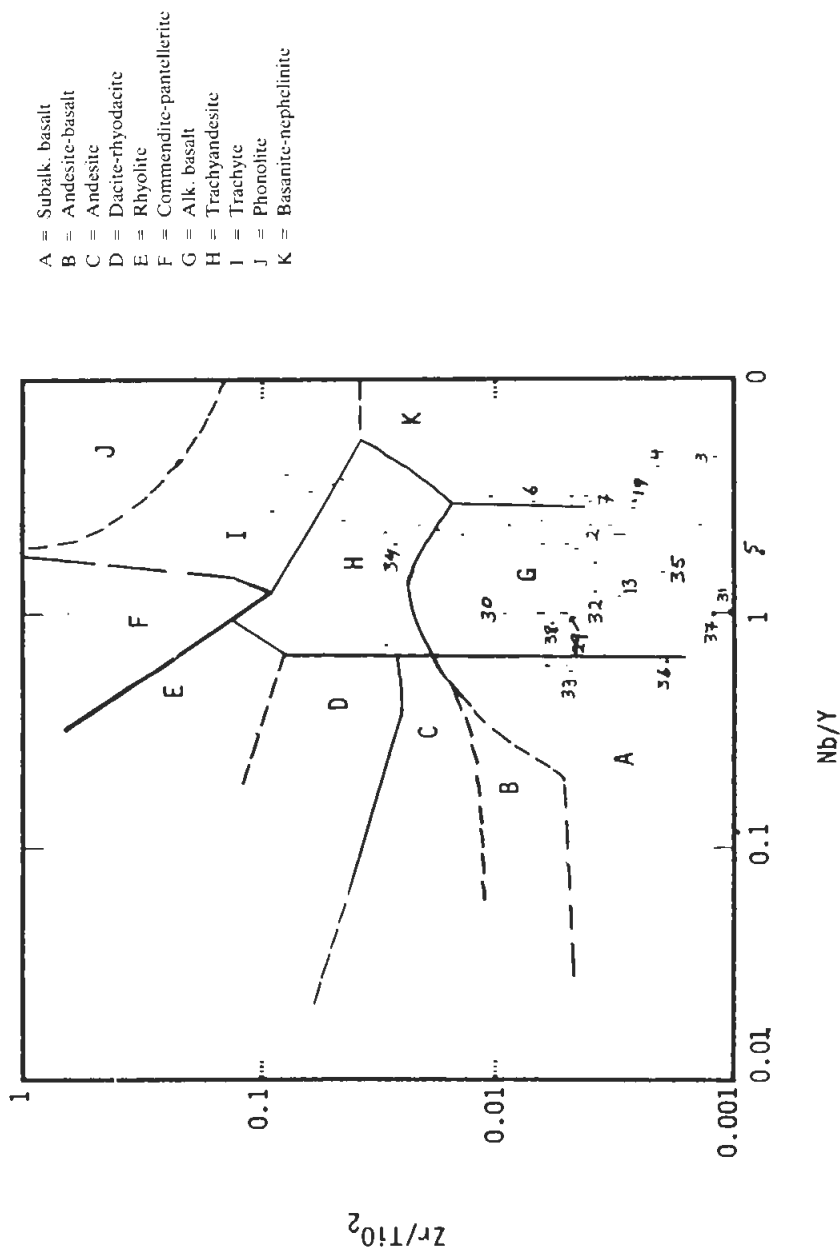 A = Subalk. basalt
B = Andesite-basalt
C = Andesite
D = Dacite-rhyodacite
E = Rhyolite
F = Commendite-pantellerite
G = Alk. basalt
H = Trachyandesite
I = Trachyte
J = Phonolite
K = Basanite-nephelinite
Zr/TiO2
1
0.1
0.01
0.001
J
I
F
E
K
H
34
D
C
B
A
G
30
6
7
2
19
4
3
35
13
32
31
37
38
29
33
36
0.01
0.1
1
5
0
Nb/Y